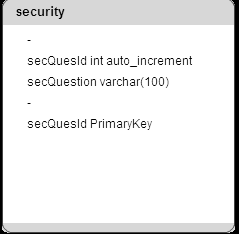 security
-
secQuesId int auto_increment
secQuestion varchar(100)
-
secQuesId PrimaryKey